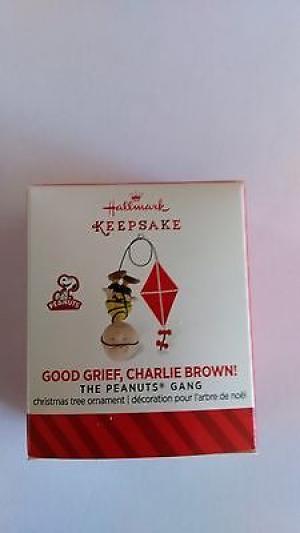 Hallmark
KEEPSAKE
PEANUTS
GOOD GRIEF, CHARLIE BROWN!
THE PEANUTS® GANG
christmas tree ornament | décoration pour l'arbre de noël